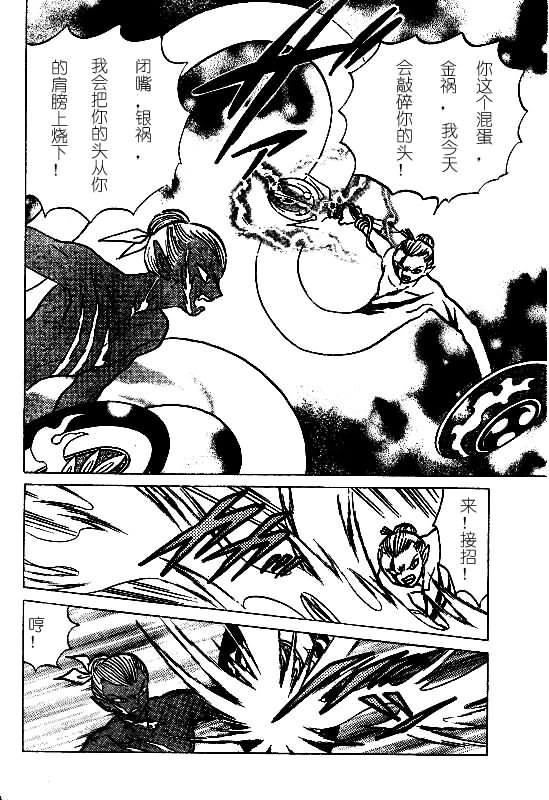 你这个混蛋，
金祸，我今天
会敲碎你的头！
闭嘴，银祸，
我会把你的头从你
的肩膀上烧下！
来！接招！
哼！